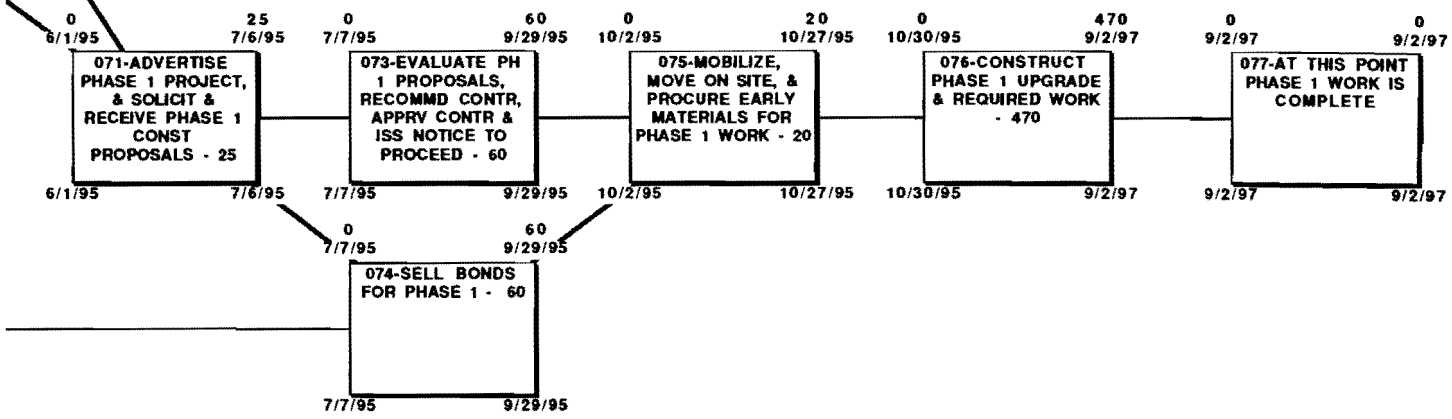 0 25 0 60 0 20 0 470 0 0
6/1/95 7/6/95 7/7/95 9/29/95 10/2/95 10/27/95 10/30/95 9/2/97 9/2/97 9/2/97
071-ADVERTISE
PHASE 1 PROJECT,
& SOLICIT &
RECEIVE PHASE 1
CONST
PROPOSALS - 25
073-EVALUATE PH
1 PROPOSALS,
RECOMMD CONTR,
APPRV CONTR &
ISS NOTICE TO
PROCEED - 60
075-MOBILIZE,
MOVE ON SITE, &
PROCURE EARLY
MATERIALS FOR
PHASE 1 WORK - 20
076-CONSTRUCT
PHASE 1 UPGRADE
& REQUIRED WORK
- 470
077-AT THIS POINT
PHASE 1 WORK IS
COMPLETE
6/1/95 7/6/95 7/7/95 9/29/95 10/2/95 10/27/95 10/30/95 9/2/97 9/2/97 9/2/97
0 60
7/7/95 9/29/95
074-SELL BONDS
FOR PHASE 1 - 60
7/7/95 9/29/95